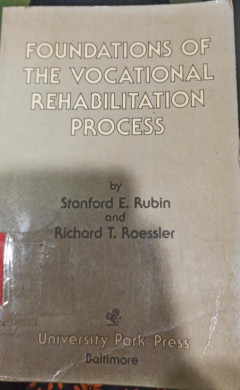 FOUNDATIONS OF
THE VOCATIONAL
REHABILITATION
PROCESS
by
Stanford E. Rubin
and
Richard T. Roessler
University Park Press
Baltimore